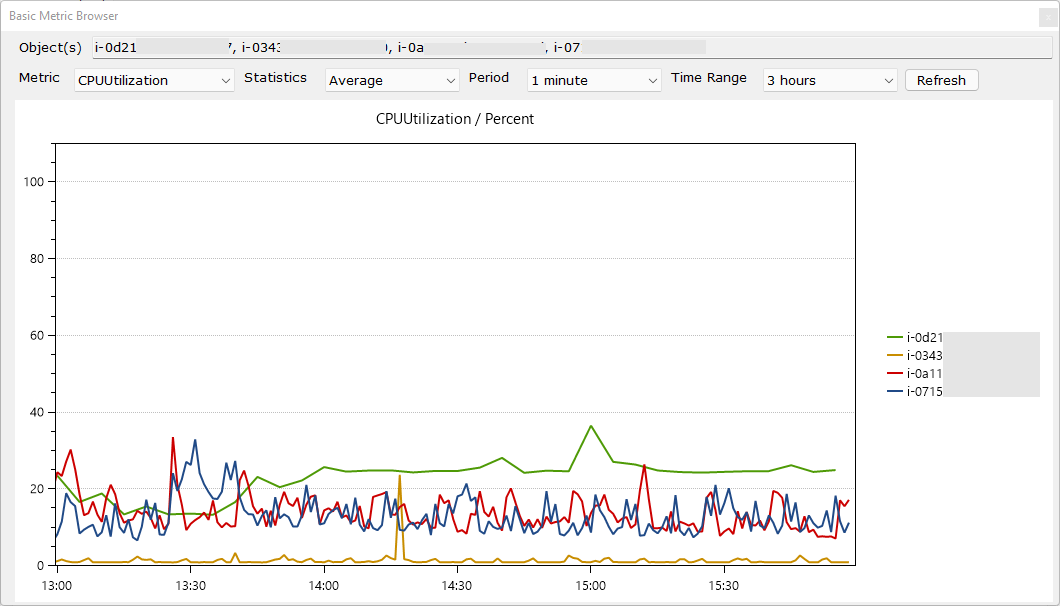 Basic Metric Browser
Object(s) i-0d21 7, i-0343 , i-0a , i-07
Metric CPUUtilization Statistics Average Period 1 minute Time Range 3 hours Refresh
CPUUtilization / Percent
100
80
60
40
20
0
i-0d21
i-0343
i-0a11
i-0715
13:00 13:30 14:00 14:30 15:00 15:30